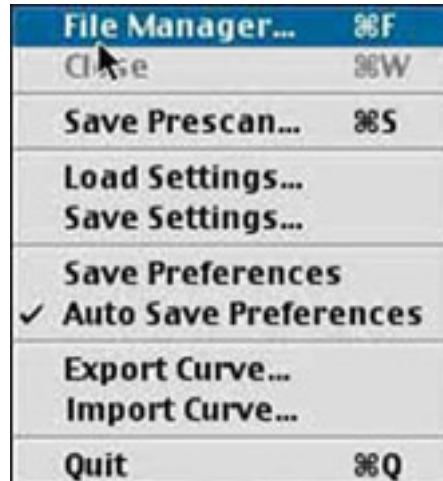 File Manager... ⌘F
Close ⌘W
Save Prescan... ⌘S
Load Settings...
Save Settings...
Save Preferences
✓ Auto Save Preferences
Export Curve...
Import Curve...
Quit ⌘Q